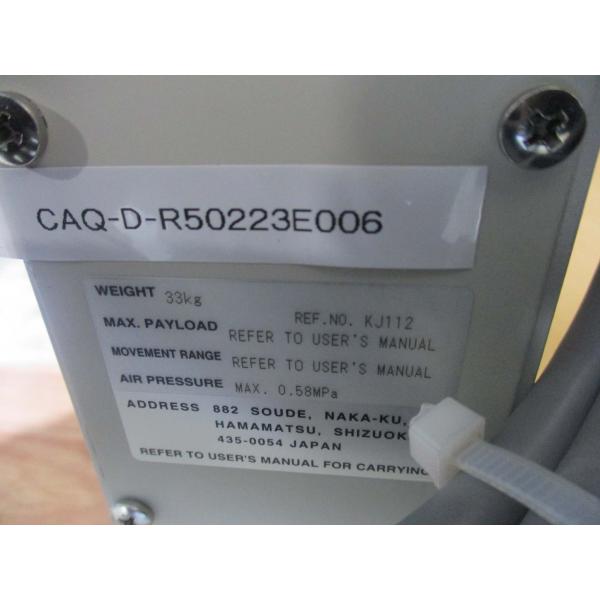 CAQ-D-R50223E006
WEIGHT 33kg
REF.NO. KJ112
MAX. PAYLOAD REFER TO USER'S MANUAL
MOVEMENT RANGE REFER TO USER'S MANUAL
AIR PRESSURE MAX. 0.58MPa
ADDRESS 882 SOUDE, NAKA-KU,
HAMAMATSU,
435-0054 JAPAN
REFER TO USER'S MANUAL FOR CARRYING